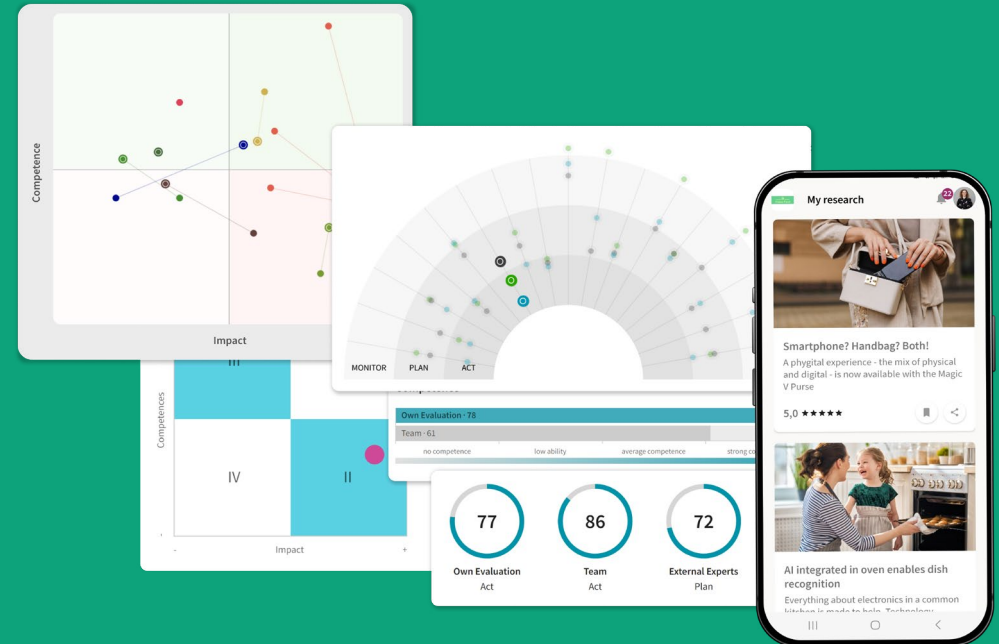 Competence
Impact
MONITOR
PLAN
ACT
III
Competences
IV
II
-
Impact
+
Own Evaluation · 78
Team · 61
no competence
low ability
average competence
Own Evaluation
Act
77
86
Team
Act
72
External Experts
Plan
My research
22
Smartphone? Handbag? Both!
A phygital experience - the mix of physical
and digital - is now available with the Magic
V Purse
5,0 ★★★★★
AI integrated in oven enables dish
recognition
Everything about electronics in a common